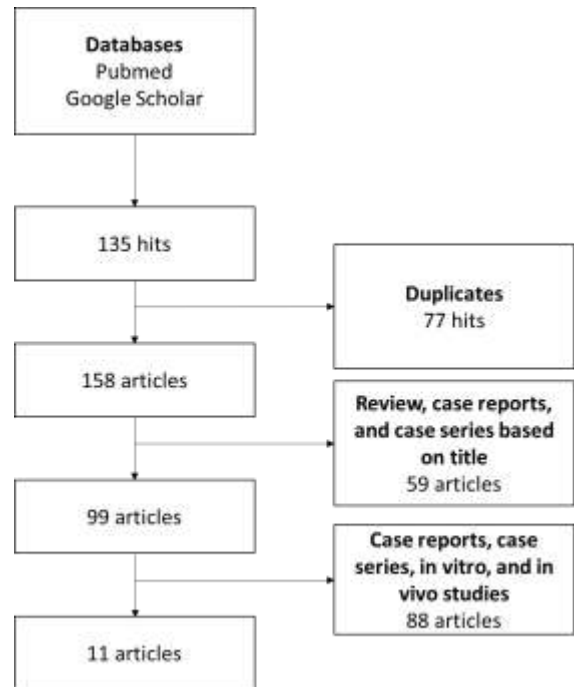 Databases
Pubmed
Google Scholar
135 hits
Duplicates
77 hits
158 articles
Review, case reports,
and case series based
on title
59 articles
99 articles
Case reports, case
series, in vitro, and in
vivo studies
88 articles
11 articles